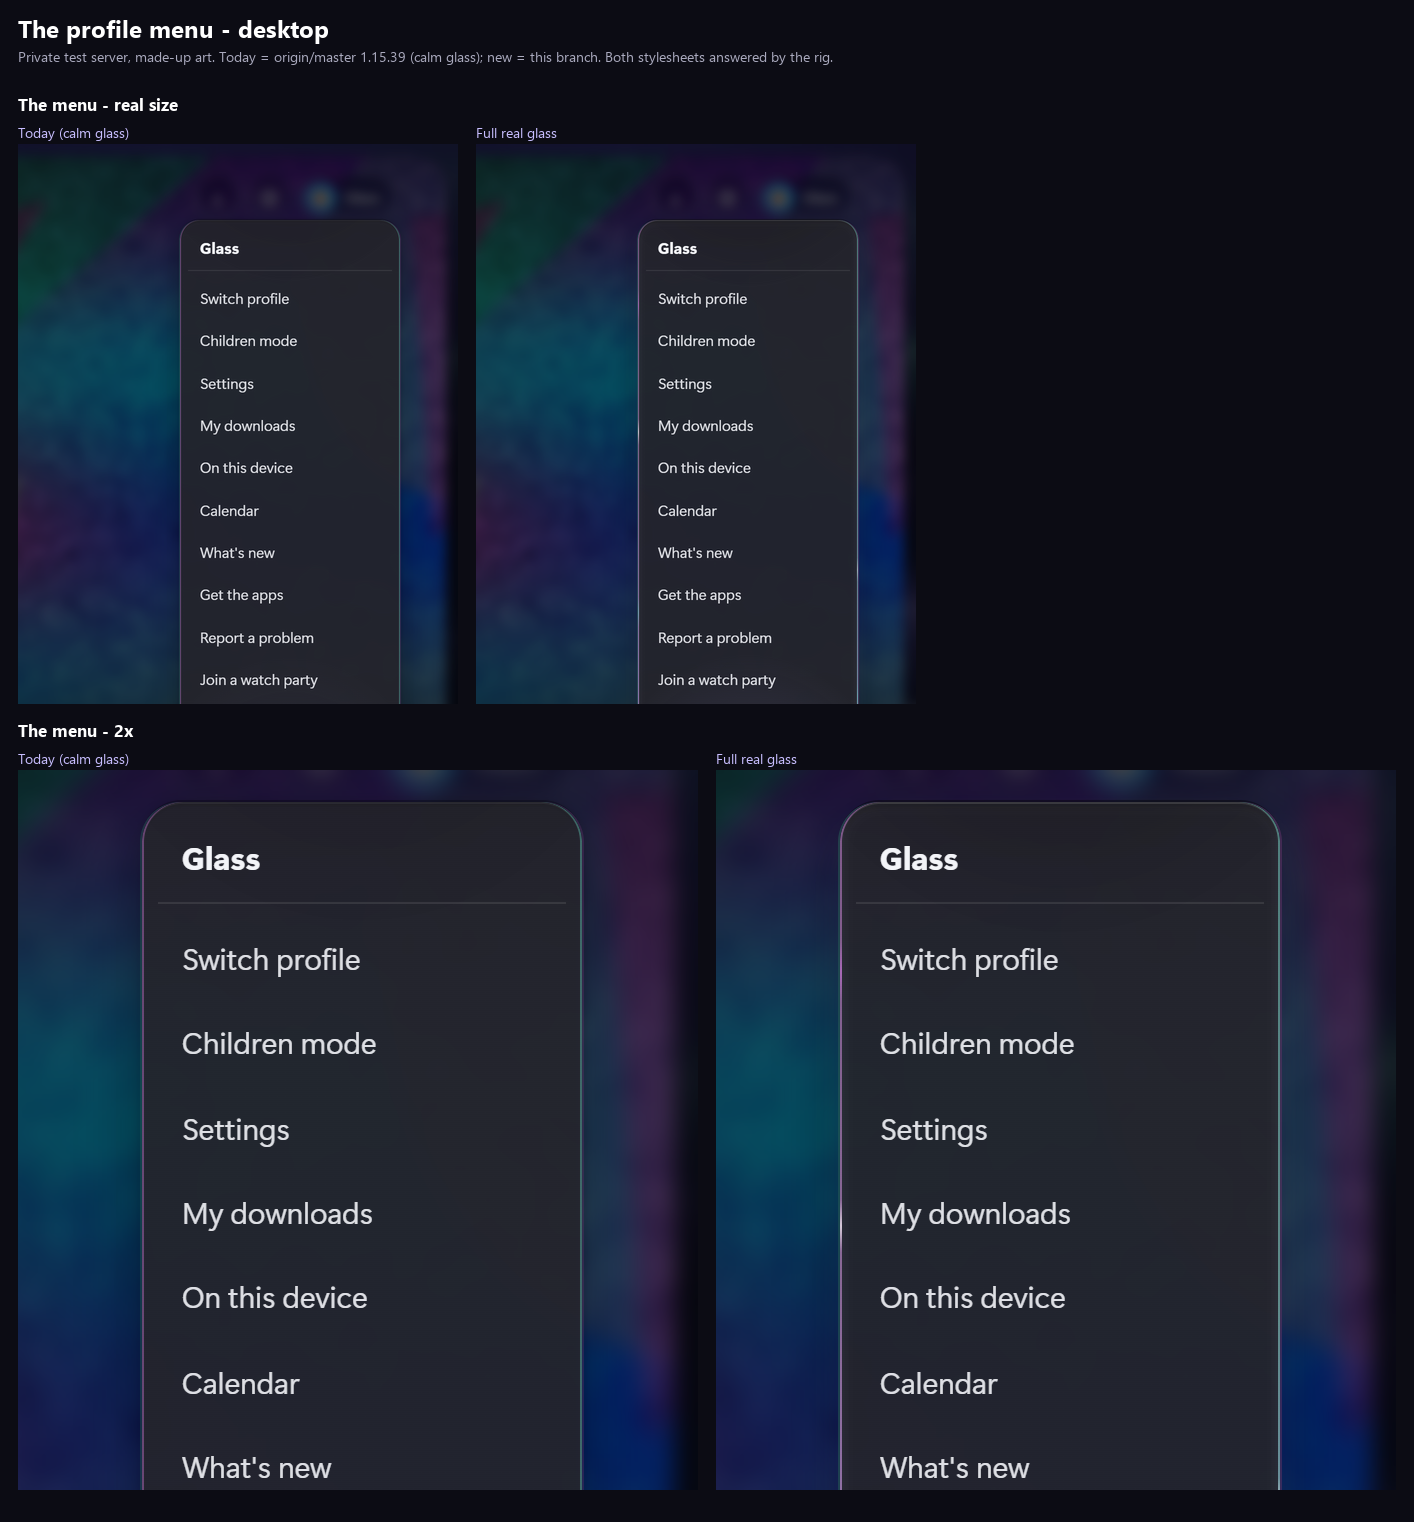 The profile menu - desktop
Private test server, made-up art. Today = origin/master 1.15.39 (calm glass); new = this branch. Both stylesheets answered by the rig.
The menu - real size
Today (calm glass)
Glass
Switch profile
Children mode
Settings
My downloads
On this device
Calendar
What's new
Get the apps
Report a problem
Join a watch party
Full real glass
Glass
Switch profile
Children mode
Settings
My downloads
On this device
Calendar
What's new
Get the apps
Report a problem
Join a watch party
The menu - 2x
Today (calm glass)
Glass
Switch profile
Children mode
Settings
My downloads
On this device
Calendar
What's new
Full real glass
Glass
Switch profile
Children mode
Settings
My downloads
On this device
Calendar
What's new